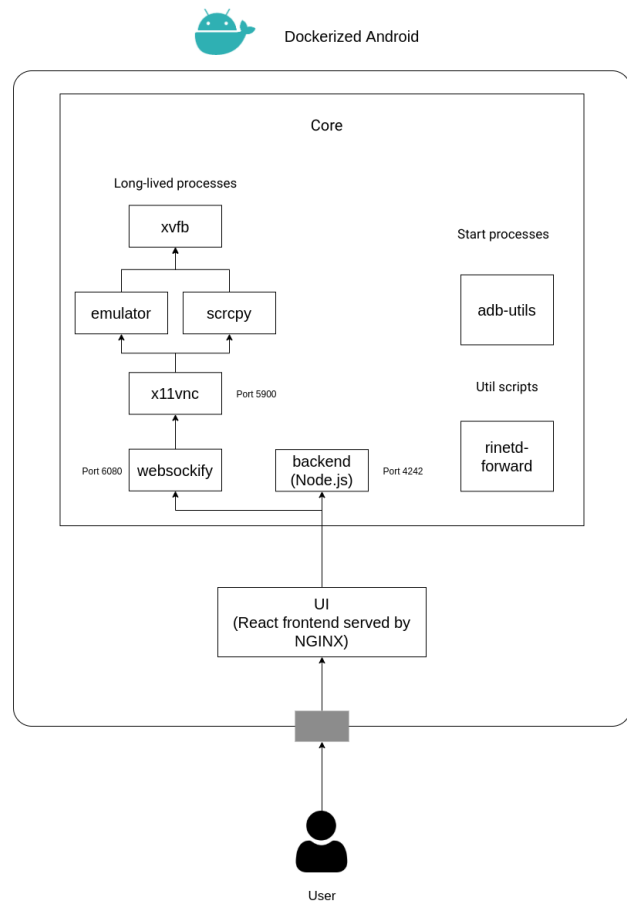 Dockerized Android
Core
Long-lived processes
xvfb
Start processes
emulator
scrcpy
adb-utils
x11vnc
Port 5900
Util scripts
Port 6080
websockify
backend
(Node.js)
Port 4242
rinetd-
forward
UI
(React frontend served by
NGINX)
User